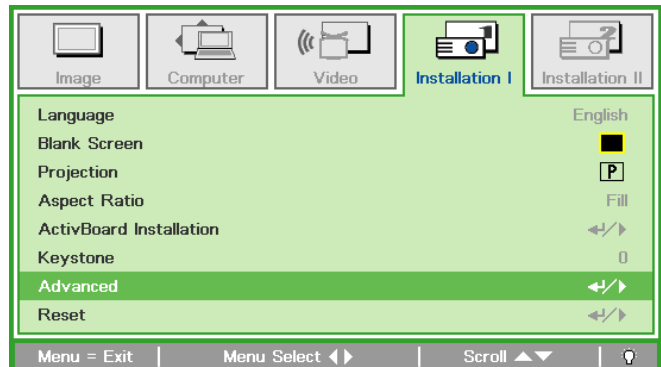 Image
Computer
Video
Installation I
Installation II
Language English
Blank Screen
Projection P
Aspect Ratio Fill
ActivBoard Installation
Keystone 0
Advanced
Reset
Menu = Exit Menu Select Scroll